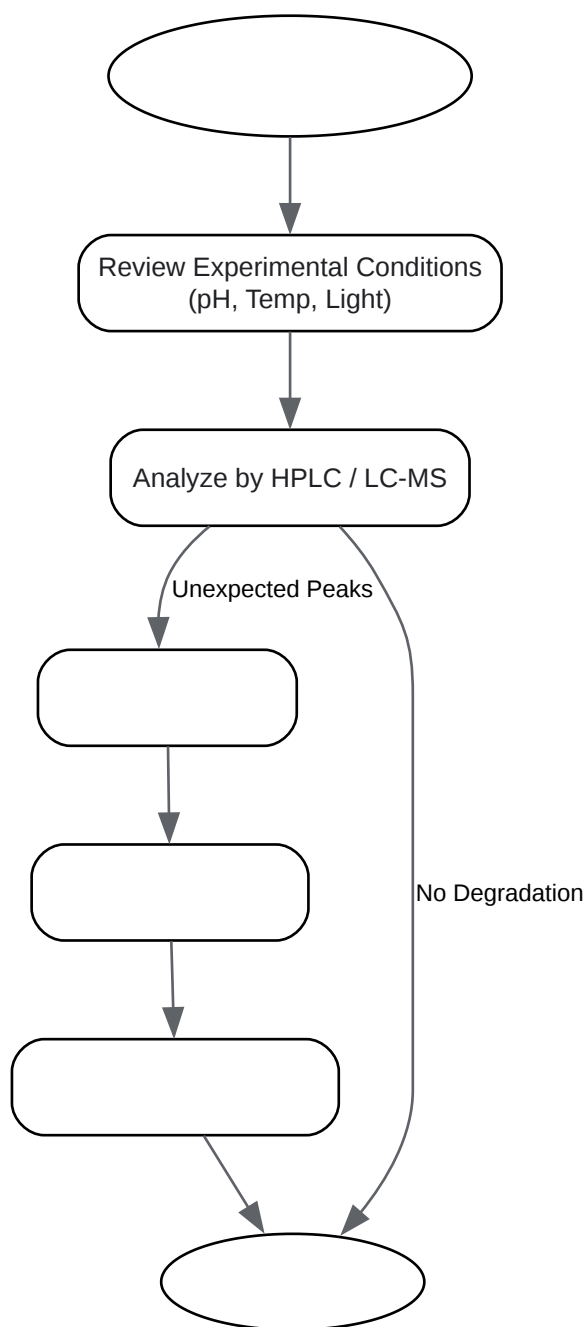 Review Experimental Conditions
(pH, Temp, Light)
Analyze by HPLC / LC-MS
Unexpected Peaks
No Degradation